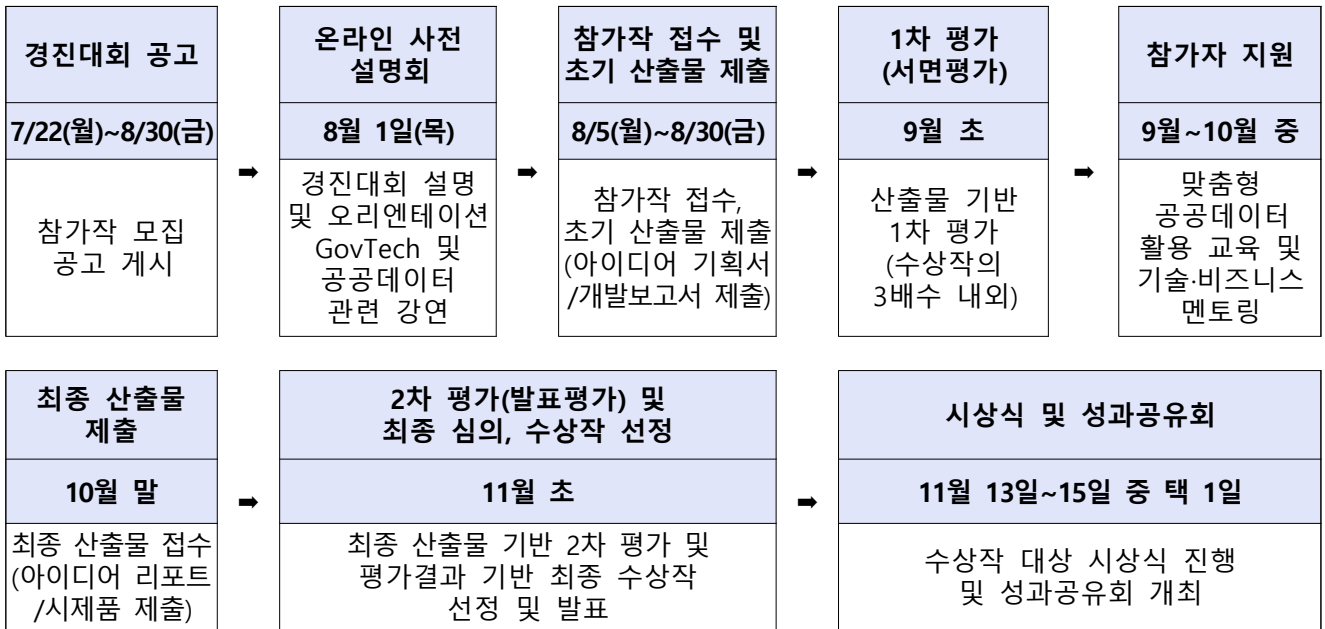 경진대회 공고
7/22(월)~8/30(금)
참가작 모집
공고 게시
➡
온라인 사전
설명회
8월 1일(목)
경진대회 설명
및 오리엔테이션
GovTech 및
공공데이터
관련 강연
➡
참가작 접수 및
초기 산출물 제출
8/5(월)~8/30(금)
참가작 접수,
초기 산출물 제출
(아이디어 기획서
/개발보고서 제출)
➡
1차 평가
(서면평가)
9월 초
산출물 기반
1차 평가
(수상작의
3배수 내외)
➡
참가자 지원
9월~10월 중
맞춤형
공공데이터
활용 교육 및
기술·비즈니스
멘토링
최종 산출물
제출
10월 말
최종 산출물 접수
(아이디어 리포트
/시제품 제출)
➡
2차 평가(발표평가) 및
최종 심의, 수상작 선정
11월 초
최종 산출물 기반 2차 평가 및
평가결과 기반 최종 수상작
선정 및 발표
➡
시상식 및 성과공유회
11월 13일~15일 중 택 1일
수상작 대상 시상식 진행
및 성과공유회 개최